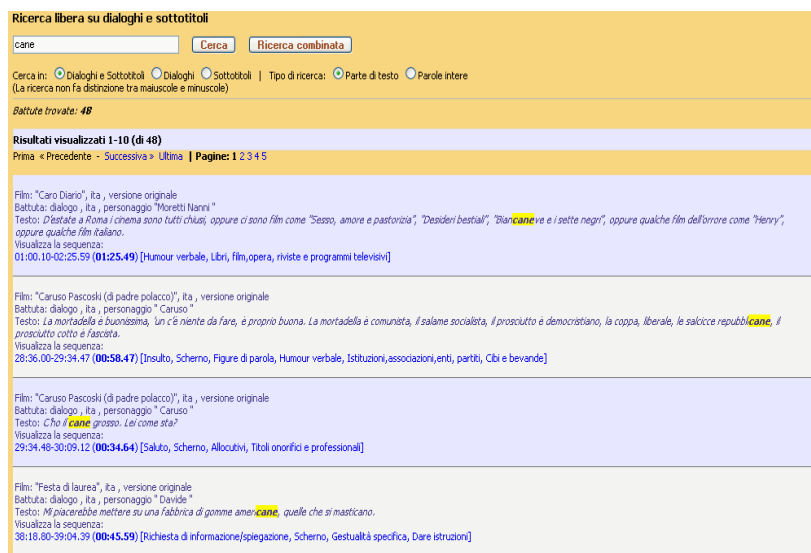 Ricerca libera su dialoghi e sottotitoli
cane
Cerca
Ricerca combinata
Cerca in: Dialoghi e Sottotitoli Dialoghi Sottotitoli | Tipo di ricerca: Parte di testo Parole intere
(La ricerca non fa distinzione tra maiuscole e minuscole)
Battute trovate: 48
Risultati visualizzati 1-10 (di 48)
Prima « Precedente - Successiva » Ultima | Pagine: 1 2 3 4 5
Film: "Caro Diario", ita , versione originale
Battuta: dialogo , ita , personaggio "Moretti Nanni "
Testo: D'estate a Roma i cinema sono tutti chiusi, oppure ci sono film come "Sesso, amore e pastorizia", "Desideri bestiali", "Biancaneve e i sette negri", oppure qualche film dell'orrore come "Henry",
oppure qualche film italiano.
Visualizza la sequenza:
01:00.10-02:25.59 (01:25.49) [Humour verbale, Libri, film,opera, riviste e programmi televisivi]
Film: "Caruso Pascoski (di padre polacco)", ita , versione originale
Battuta: dialogo , ita , personaggio " Caruso "
Testo: La mortadella è buonissima, 'un c'è niente da fare, è proprio buona. La mortadella è comunista, il salame socialista, il prosciutto è democristiano, la coppa, liberale, le salcicce repubblicane, il
prosciutto cotto è fascista.
Visualizza la sequenza:
28:36.00-29:34.47 (00:58.47) [Insulto, Scherno, Figure di parola, Humour verbale, Istituzioni,associazioni,enti, partiti, Cibi e bevande]
Film: "Caruso Pascoski (di padre polacco)", ita , versione originale
Battuta: dialogo , ita , personaggio " Caruso "
Testo: C'ho il cane grosso. Lei come sta?
Visualizza la sequenza:
29:34.48-30:09.12 (00:34.64) [Saluto, Scherno, Allocutivi, Titoli onorifici e professionali]
Film: "Festa di laurea", ita , versione originale
Battuta: dialogo , ita , personaggio " Davide "
Testo: Mi piacerebbe mettere su una fabbrica di gomme americane, quelle che si masticano.
Visualizza la sequenza:
38:18.80-39:04.39 (00:45.59) [Richiesta di informazione/spiegazione, Scherno, Gestualità specifica, Dare istruzioni]